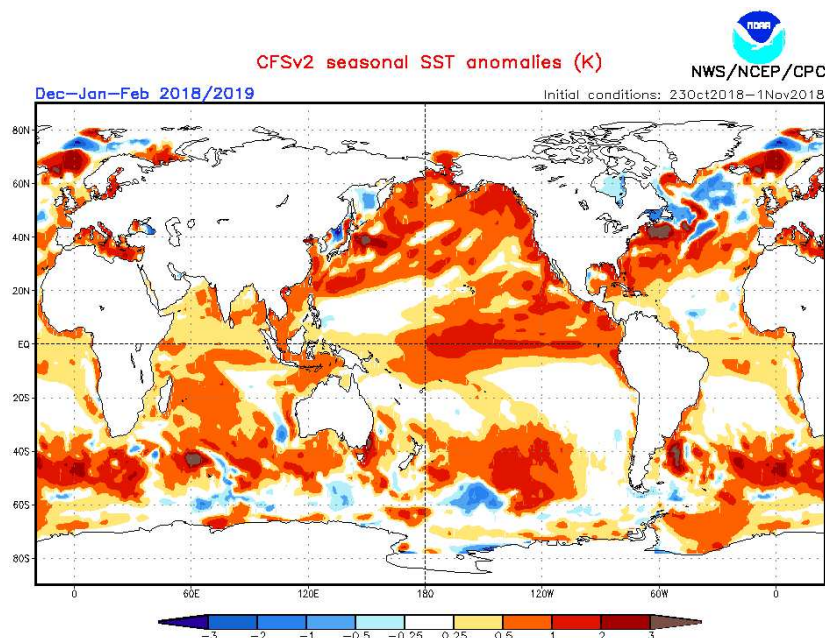 NOAA
CFSv2 seasonal SST anomalies (K)
NWS/NCEP/CPC
Dec-Jan-Feb 2018/2019
Initial conditions: 23Oct2018-1Nov2018
80N
60N
40N
20N
EQ
20S
40S
60S
80S
0 60E 120E 180 120W 60W 0
-3 -2 -1 -0.5 -0.25 0.25 0.5 1 2 3